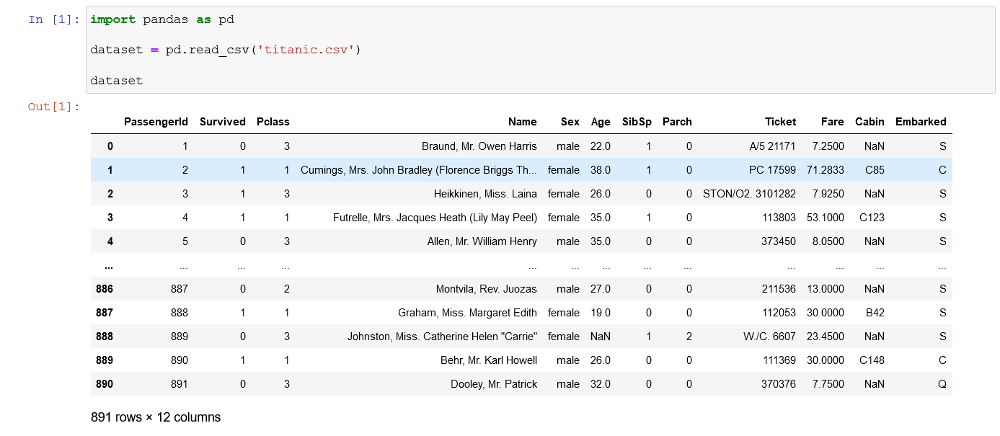 In [1]: import pandas as pd
dataset = pd.read_csv('titanic.csv')
dataset
Out[1]:
PassengerId Survived Pclass Name Sex Age SibSp Parch Ticket Fare Cabin Embarked
0 1 0 3 Braund, Mr. Owen Harris male 22.0 1 0 A/5 21171 7.2500 NaN S
1 2 1 1 Cumings, Mrs. John Bradley (Florence Briggs Th... female 38.0 1 0 PC 17599 71.2833 C85 C
2 3 1 3 Heikkinen, Miss. Laina female 26.0 0 0 STON/O2. 3101282 7.9250 NaN S
3 4 1 1 Futrelle, Mrs. Jacques Heath (Lily May Peel) female 35.0 1 0 113803 53.1000 C123 S
4 5 0 3 Allen, Mr. William Henry male 35.0 0 0 373450 8.0500 NaN S
... ... ... ... ... ... ... ... ... ... ... ... ...
886 887 0 2 Montvila, Rev. Juozas male 27.0 0 0 211536 13.0000 NaN S
887 888 1 1 Graham, Miss. Margaret Edith female 19.0 0 0 112053 30.0000 B42 S
888 889 0 3 Johnston, Miss. Catherine Helen "Carrie" female NaN 1 2 W./C. 6607 23.4500 NaN S
889 890 1 1 Behr, Mr. Karl Howell male 26.0 0 0 111369 30.0000 C148 C
890 891 0 3 Dooley, Mr. Patrick male 32.0 0 0 370376 7.7500 NaN Q
891 rows × 12 columns